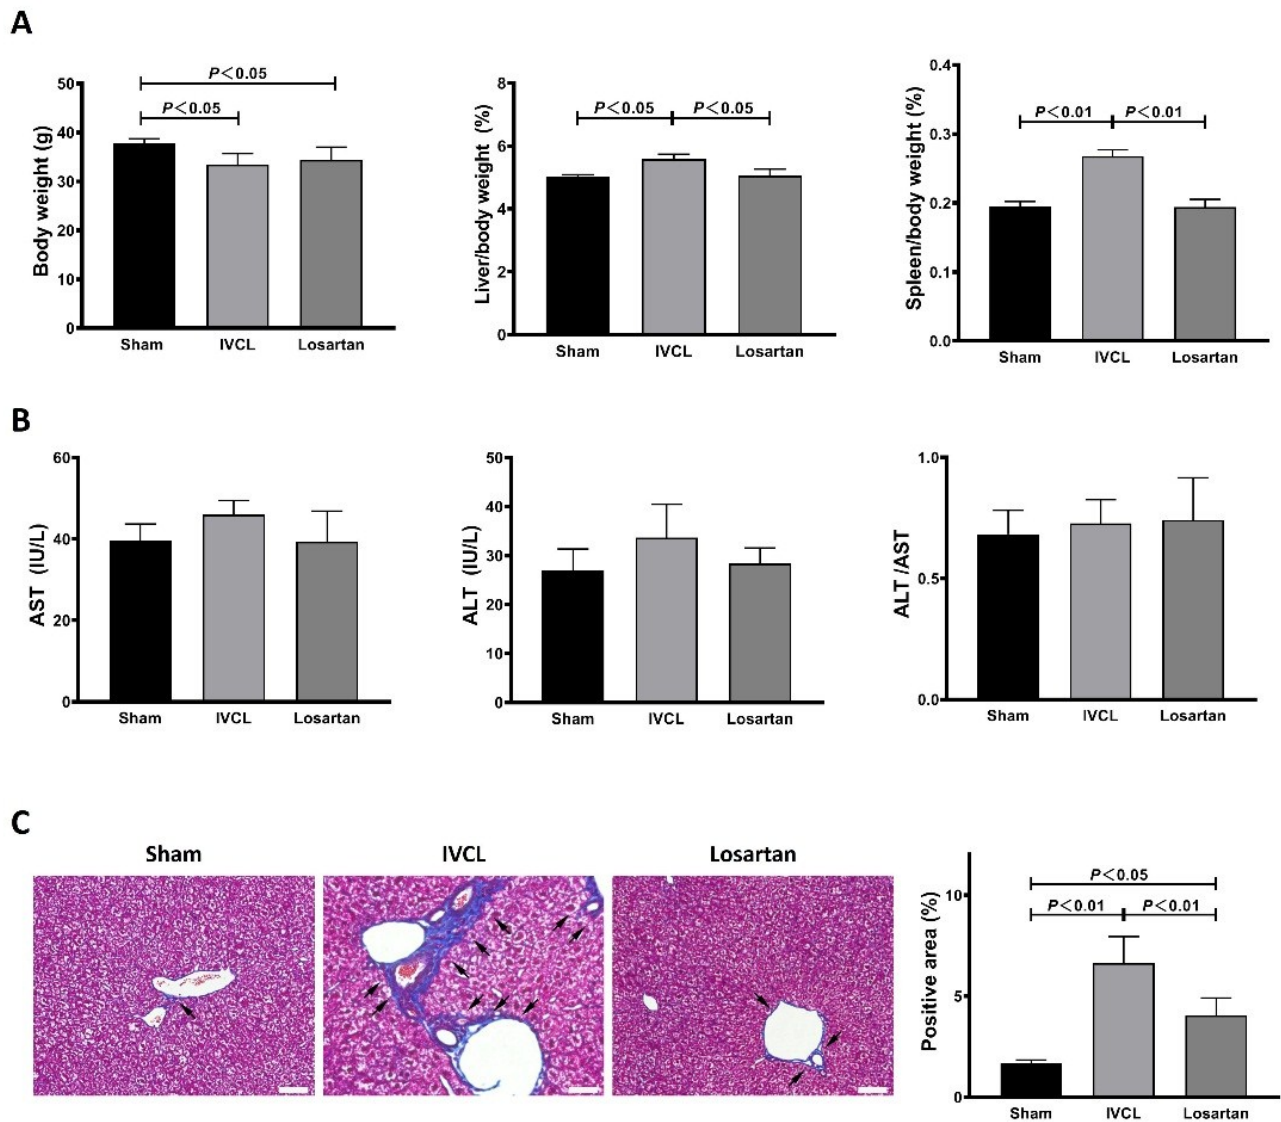 A
Body weight (g)
50
40
30
20
10
0
P<0.05
P<0.05
Sham IVCL Losartan
Liver/body weight (%)
8
6
4
2
0
P<0.05 P<0.05
Sham IVCL Losartan
Spleen/body weight (%)
0.4
0.3
0.2
0.1
0.0
P<0.01 P<0.01
Sham IVCL Losartan
B
AST (IU/L)
60
40
20
0
Sham IVCL Losartan
ALT (IU/L)
50
40
30
20
10
0
Sham IVCL Losartan
ALT /AST
1.0
0.5
0.0
Sham IVCL Losartan
C
Sham IVCL Losartan
Positive area (%)
10
5
0
P<0.05
P<0.01 P<0.01
Sham IVCL Losartan